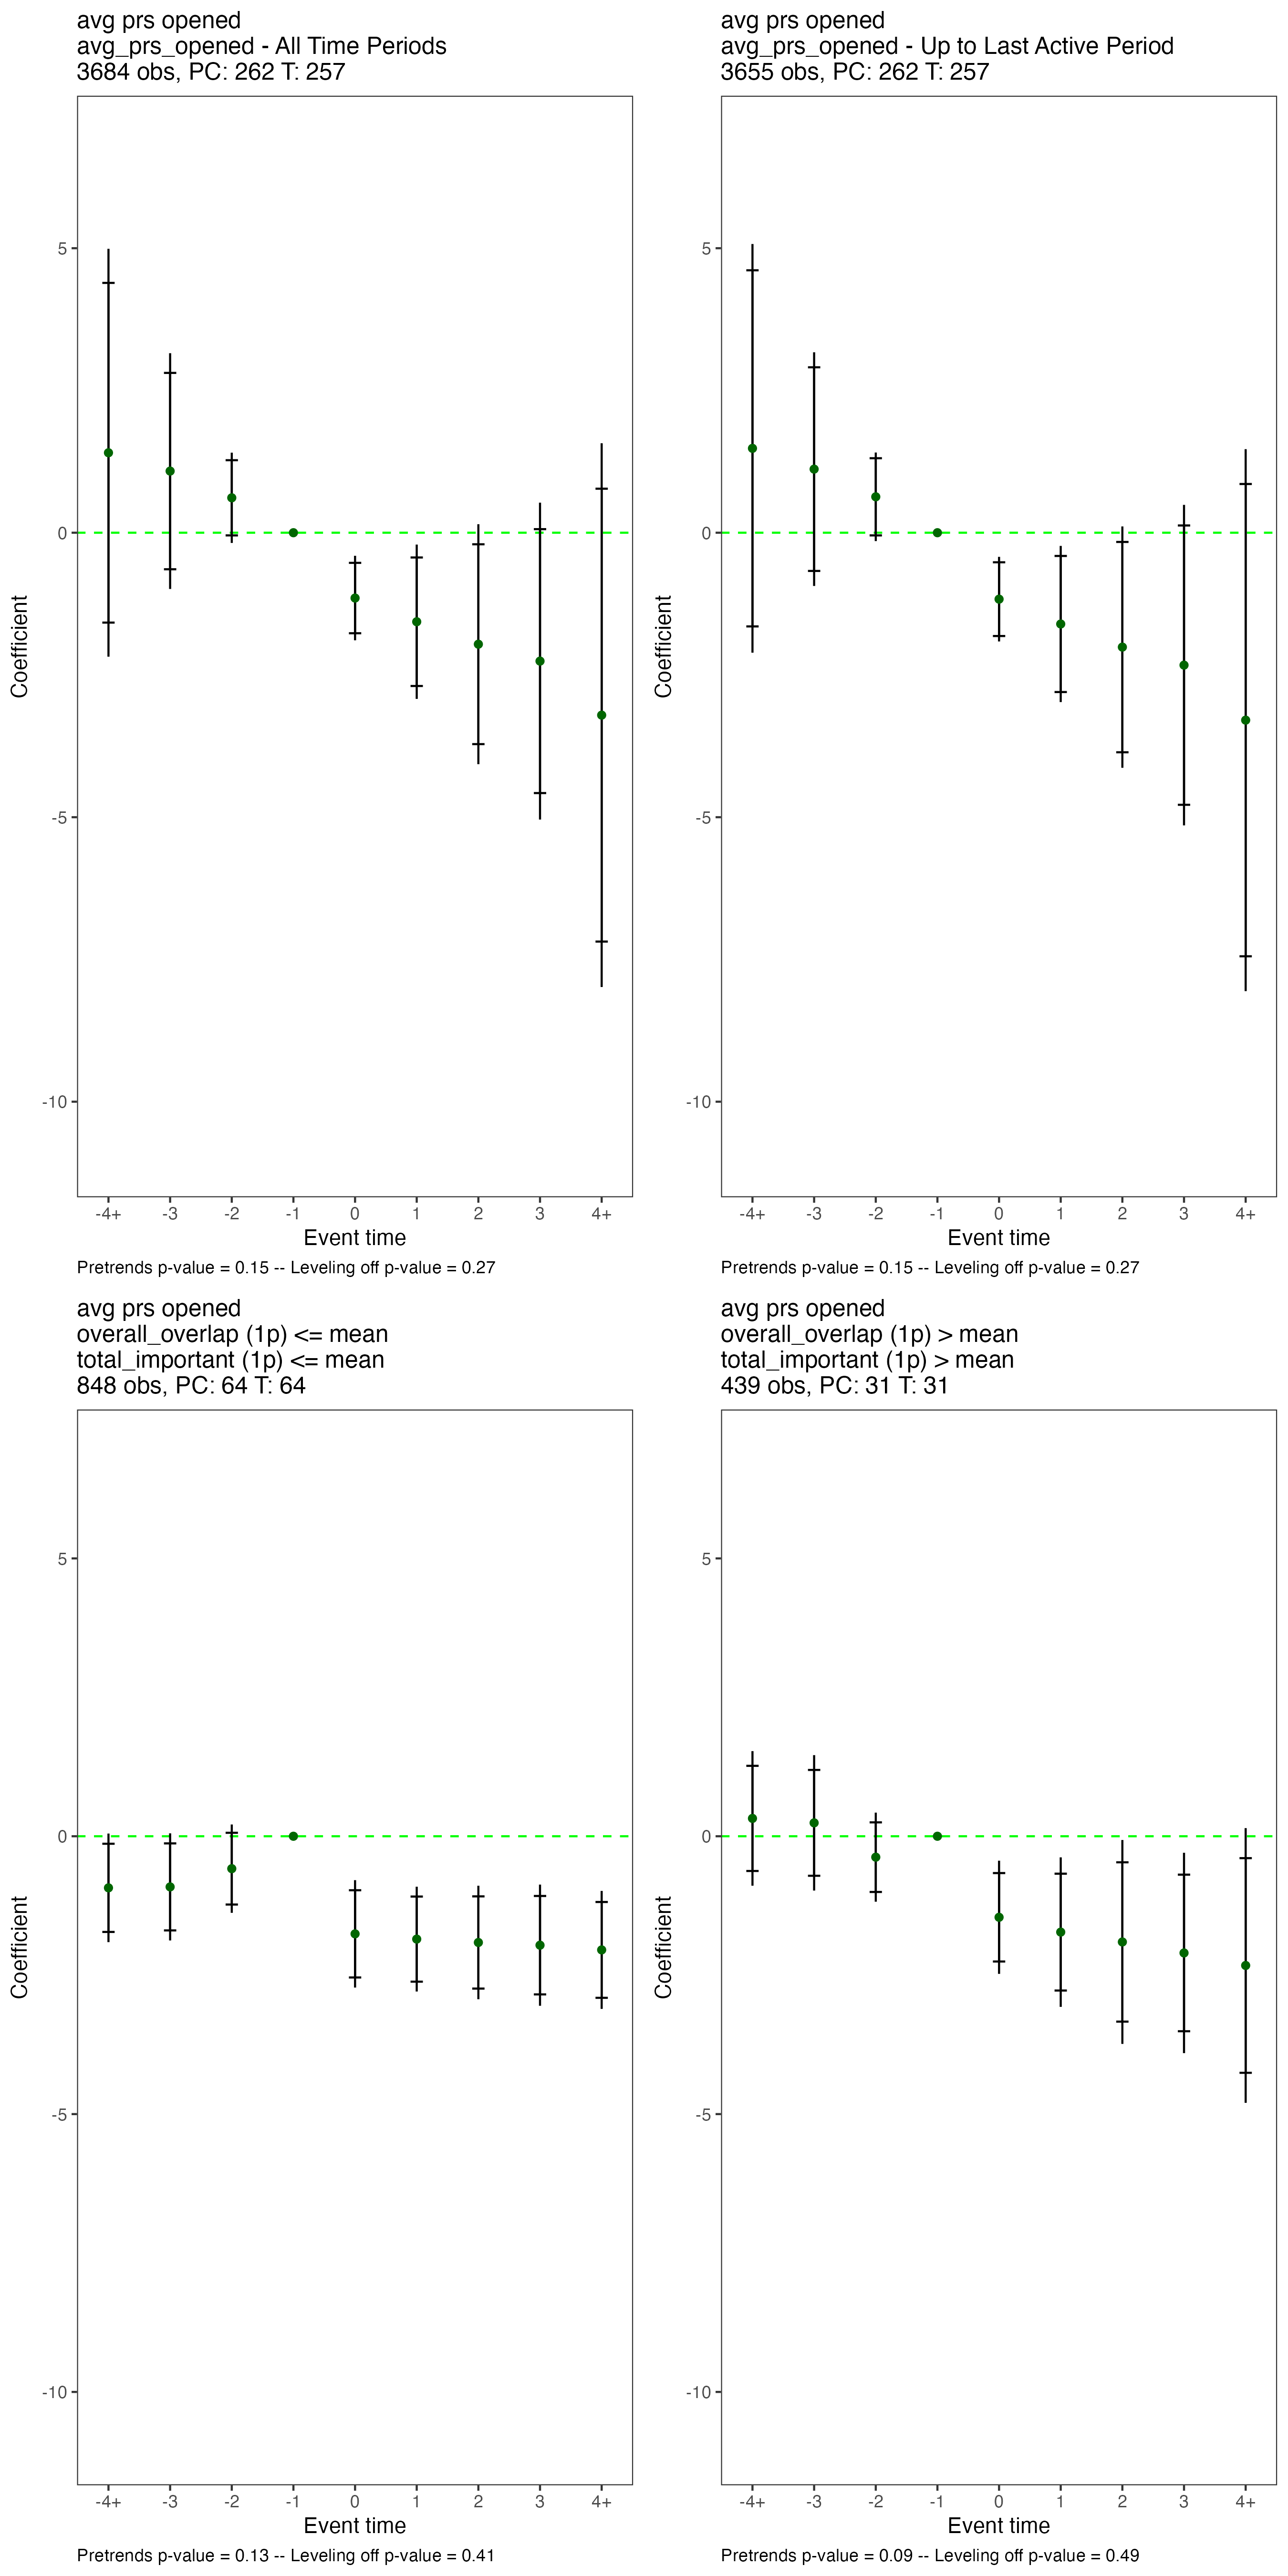 avg prs opened
avg_prs_opened - All Time Periods
3684 obs, PC: 262 T: 257
5
0
-5
-10
Coefficient
-4+ -3 -2 -1 0 1 2 3 4+
Event time
Pretrends p-value = 0.15 -- Leveling off p-value = 0.27
avg prs opened
avg_prs_opened - Up to Last Active Period
3655 obs, PC: 262 T: 257
5
0
-5
-10
Coefficient
-4+ -3 -2 -1 0 1 2 3 4+
Event time
Pretrends p-value = 0.15 -- Leveling off p-value = 0.27
avg prs opened
overall_overlap (1p) <= mean
total_important (1p) <= mean
848 obs, PC: 64 T: 64
5
0
-5
-10
Coefficient
-4+ -3 -2 -1 0 1 2 3 4+
Event time
Pretrends p-value = 0.13 -- Leveling off p-value = 0.41
avg prs opened
overall_overlap (1p) > mean
total_important (1p) > mean
439 obs, PC: 31 T: 31
5
0
-5
-10
Coefficient
-4+ -3 -2 -1 0 1 2 3 4+
Event time
Pretrends p-value = 0.09 -- Leveling off p-value = 0.49